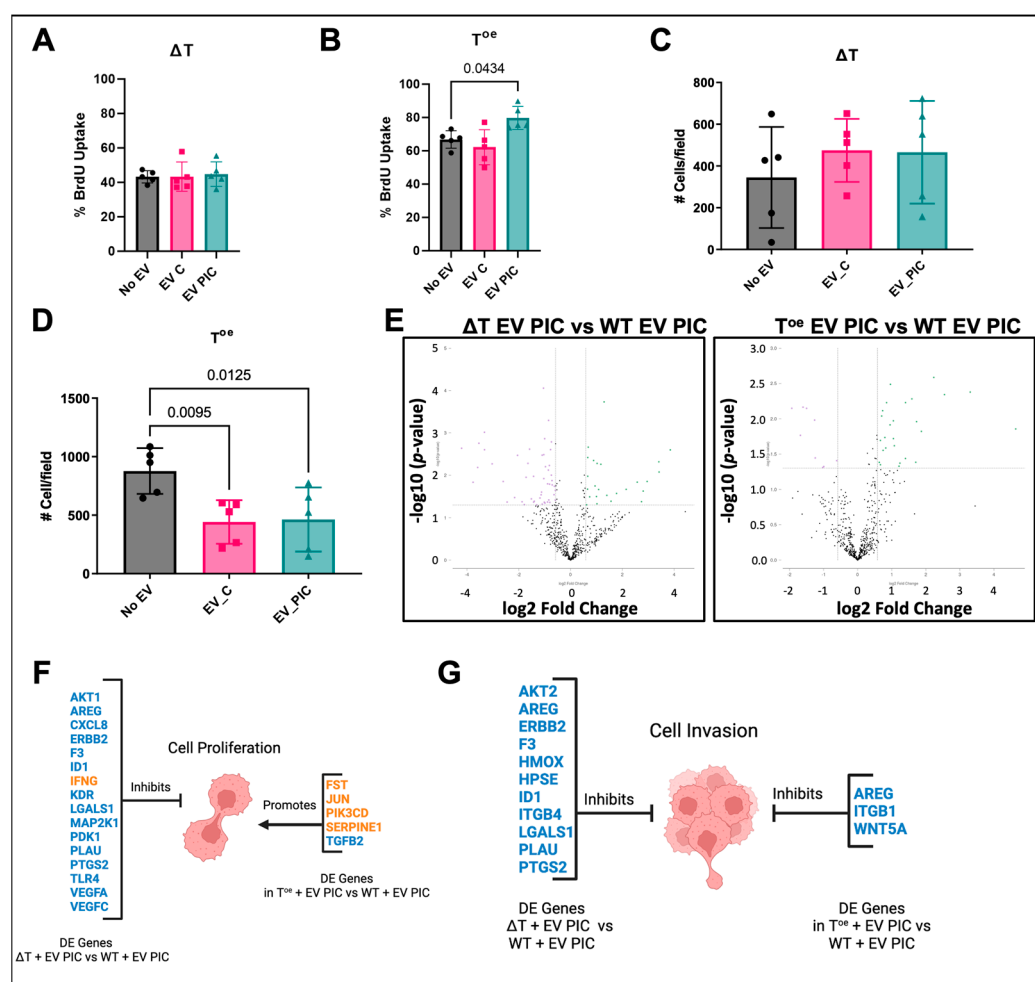 A
ΔT
% BrdU Uptake
100
80
60
40
20
0
No EV
EV C
EV PIC
B
T^oe
0.0434
% BrdU Uptake
100
80
60
40
20
0
No EV
EV C
EV PIC
C
ΔT
# Cells/field
800
600
400
200
0
No EV
EV_C
EV_PIC
D
T^oe
0.0125
0.0095
# Cell/field
1500
1000
500
0
No EV
EV_C
EV_PIC
E
ΔT EV PIC vs WT EV PIC
-log10 (p-value)
5
4
3
2
1
0
-4 -2 0 2 4
log2 Fold Change
log2 Fold Change
T^oe EV PIC vs WT EV PIC
-log10 (p-value)
3.0
2.5
2.0
1.5
1.0
0.5
0.0
-2 -1 0 1 2 3 4
log2 Fold Change
log2 Fold Change
F
AKT1
AREG
CXCL8
ERBB2
F3
ID1
IFNG
KDR
LGALS1
MAP2K1
PDK1
PLAU
PTGS2
TLR4
VEGFA
VEGFC
Inhibits
Cell Proliferation
Promotes
FST
JUN
PIK3CD
SERPINE1
TGFB2
DE Genes
in T^oe + EV PIC vs WT + EV PIC
DE Genes
ΔT + EV PIC vs WT + EV PIC
G
AKT2
AREG
ERBB2
F3
HMOX
HPSE
ID1
ITGB4
LGALS1
PLAU
PTGS2
Inhibits
Cell Invasion
Inhibits
AREG
ITGB1
WNT5A
DE Genes
ΔT + EV PIC vs
WT + EV PIC
DE Genes
in T^oe + EV PIC vs
WT + EV PIC